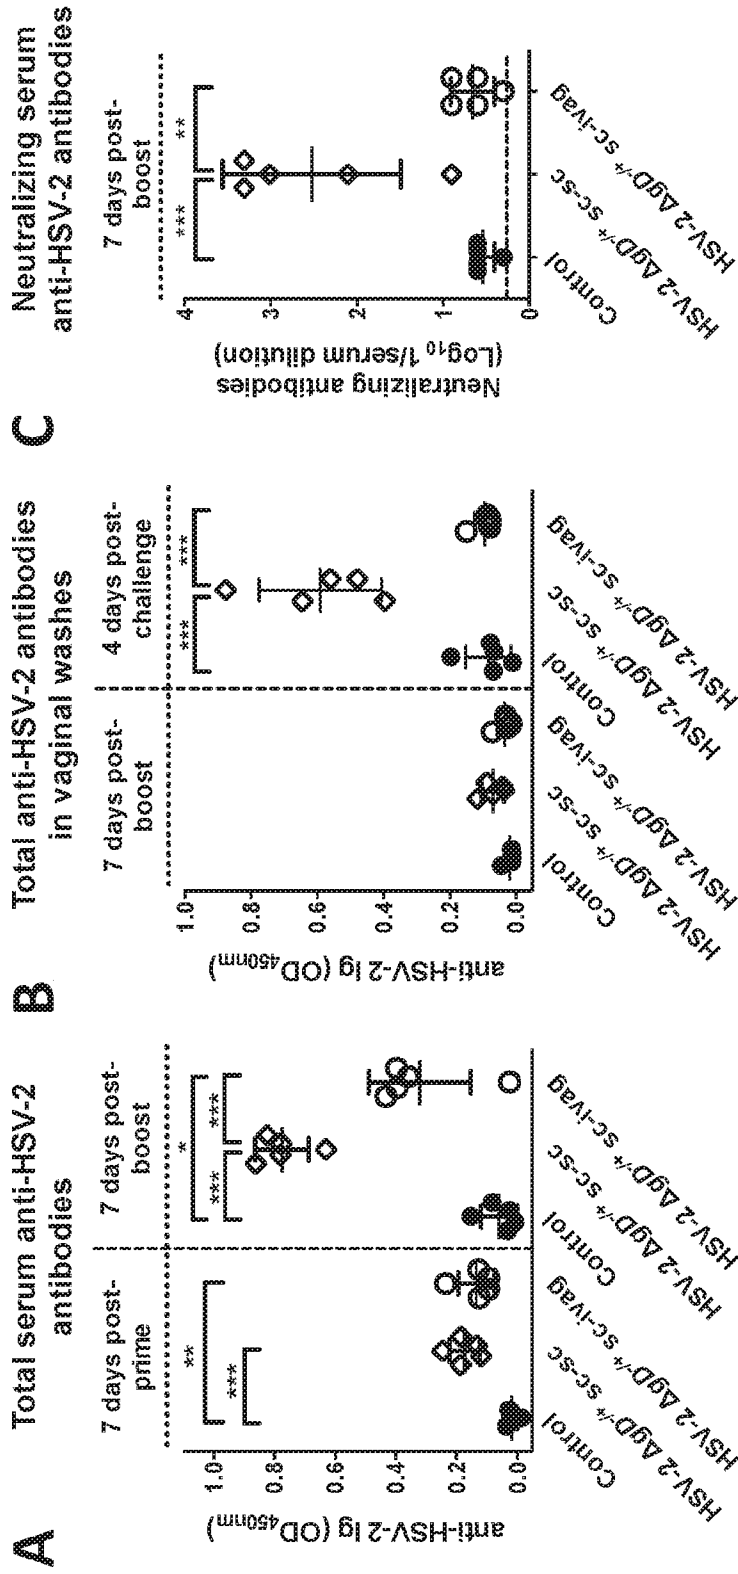 A
Total serum anti-HSV-2
antibodies
7 days post-
prime
7 days post-
boost
**
***
*
***
***
anti-HSV-2 Ig (OD450nm)
1.0
0.8
0.6
0.4
0.2
0.0
Control
HSV-2 ΔgD-/+ sc-sc
HSV-2 ΔgD-/+ sc-ivag
Control
HSV-2 ΔgD-/+ sc-sc
HSV-2 ΔgD-/+ sc-ivag
B
Total anti-HSV-2 antibodies
in vaginal washes
7 days post-
boost
4 days post-
challenge
***
***
anti-HSV-2 Ig (OD450nm)
1.0
0.8
0.6
0.4
0.2
0.0
Control
HSV-2 ΔgD-/+ sc-sc
HSV-2 ΔgD-/+ sc-ivag
Control
HSV-2 ΔgD-/+ sc-sc
HSV-2 ΔgD-/+ sc-ivag
C
Neutralizing serum
anti-HSV-2 antibodies
7 days post-
boost
***
**
Neutralizing antibodies
(Log10 1/serum dilution)
4
3
2
1
0
Control
HSV-2 ΔgD-/+ sc-sc
HSV-2 ΔgD-/+ sc-ivag